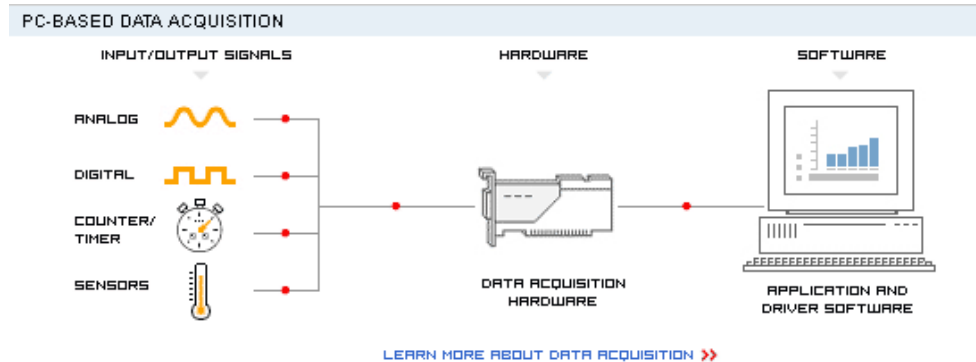 PC-BASED DATA ACQUISITION
INPUT/OUTPUT SIGNALS
HARDWARE
SOFTWARE
ANALOG
DIGITAL
COUNTER/
TIMER
SENSORS
DATA ACQUISITION
HARDWARE
APPLICATION AND
DRIVER SOFTWARE
LEARN MORE ABOUT DATA ACQUISITION >>